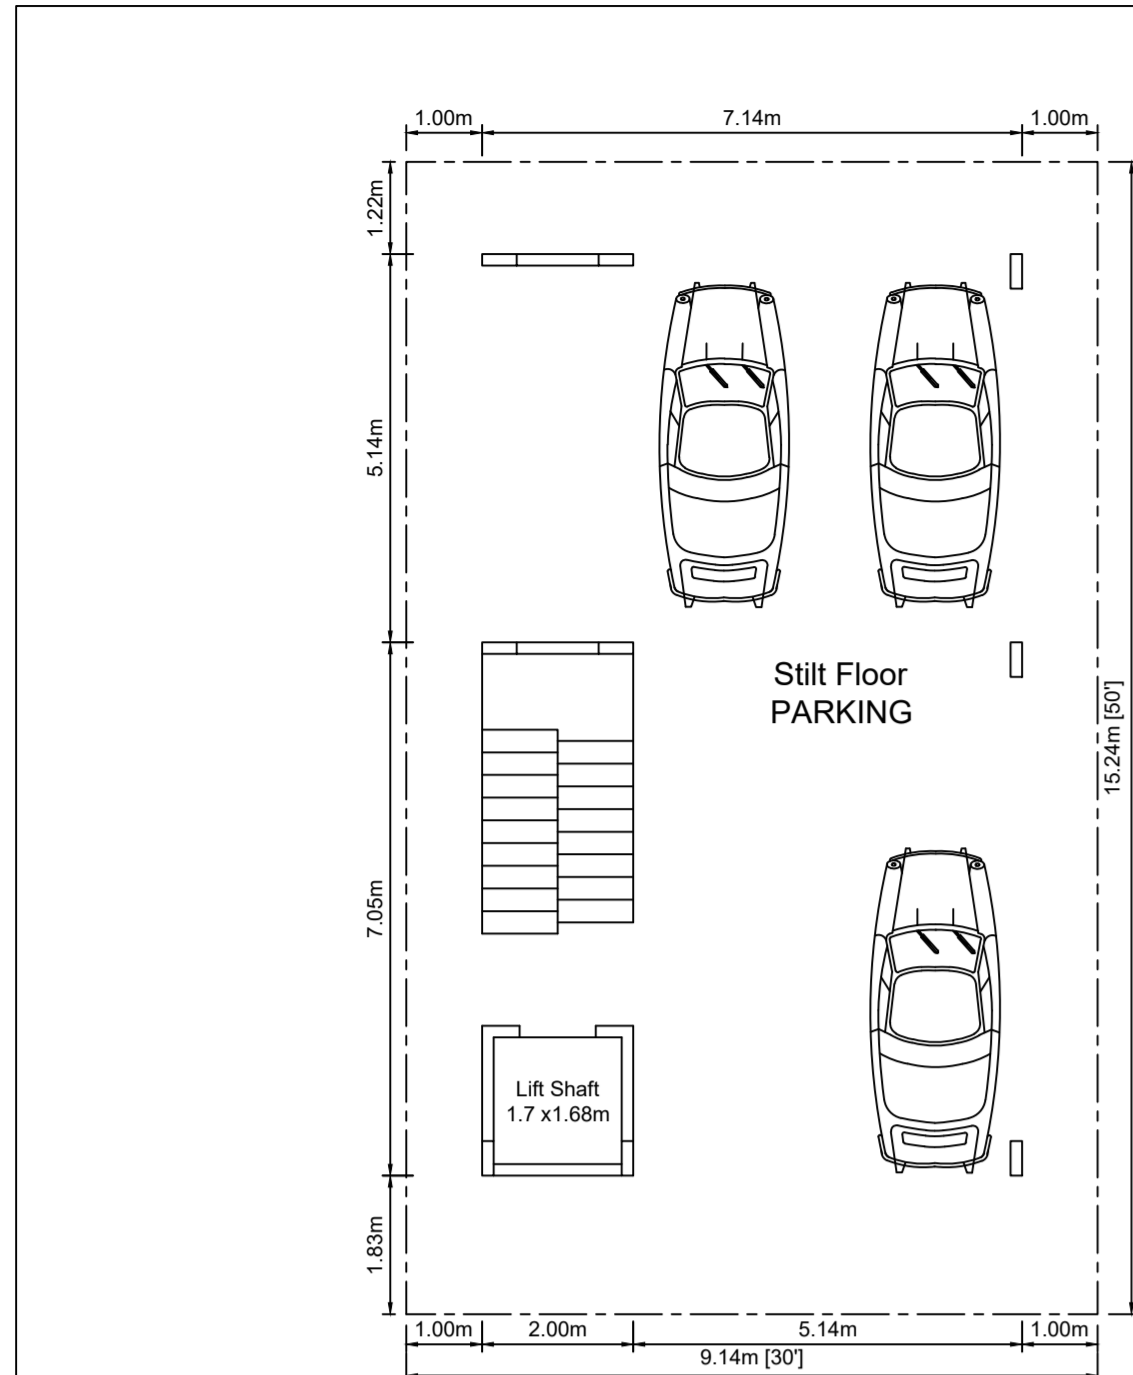 1.00m
7.14m
1.00m
1.22m
5.14m
Stilt Floor
PARKING
15.24m [50']
7.05m
Lift Shaft
1.7 x1.68m
1.83m
1.00m
2.00m
5.14m
1.00m
9.14m [30']